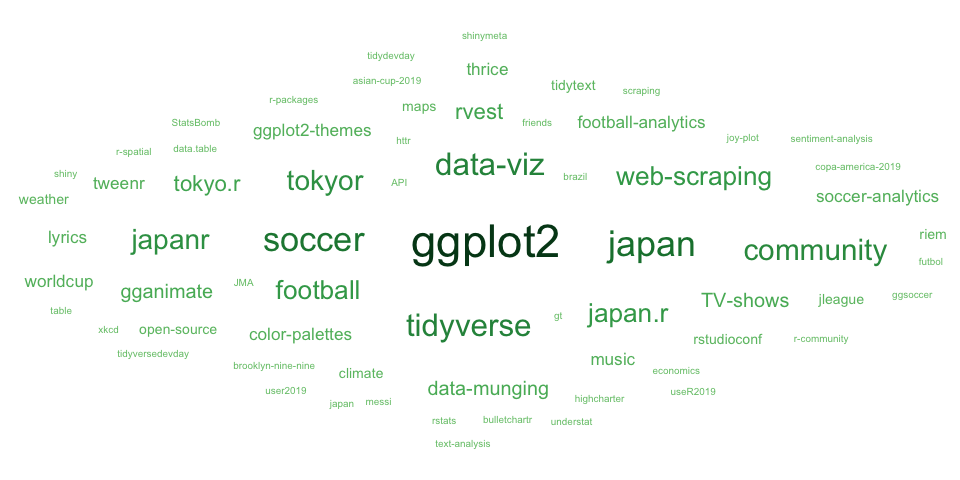 shinymeta
tidydevday
thrice
asian-cup-2019
tidytext
scraping
r-packages
maps
rvest
StatsBomb
ggplot2-themes
friends
football-analytics
httr
joy-plot
sentiment-analysis
r-spatial
data.table
data-viz
copa-america-2019
shiny
tweenr
tokyo.r
tokyor
API
brazil
web-scraping
weather
soccer-analytics
lyrics
japanr
soccer
ggplot2
japan
community
riem
futbol
worldcup
gganimate
JMA
football
TV-shows
jleague
ggsoccer
table
tidyverse
gt
japan.r
xkcd
open-source
color-palettes
rstudioconf
r-community
tidyversedevday
brooklyn-nine-nine
climate
music
economics
user2019
data-munging
useR2019
japan
messi
highcharter
rstats
bulletchartr
understat
text-analysis